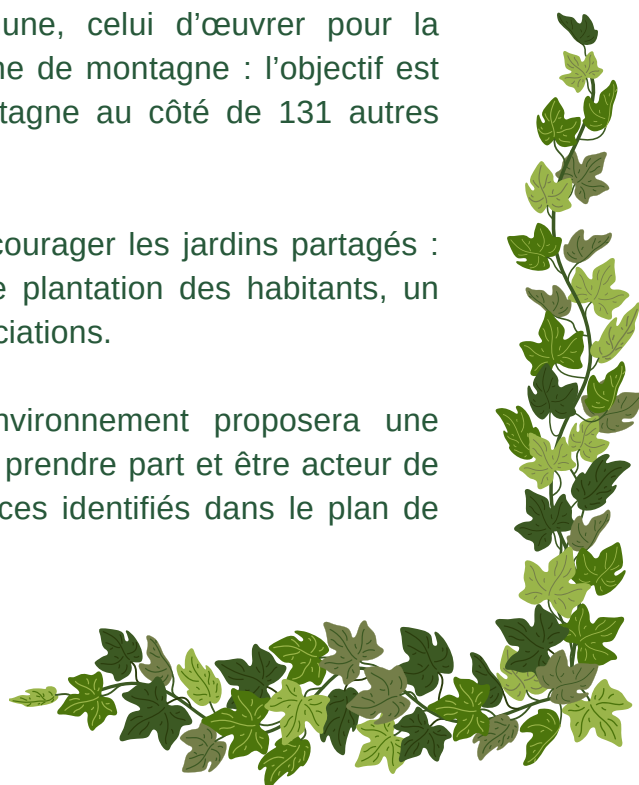 une, celui d’œuvrer pour la
ne de montagne : l’objectif est
tagne au côté de 131 autres
courager les jardins partagés :
e plantation des habitants, un
ciations.
nvironnement proposera une
prendre part et être acteur de
ces identifiés dans le plan de